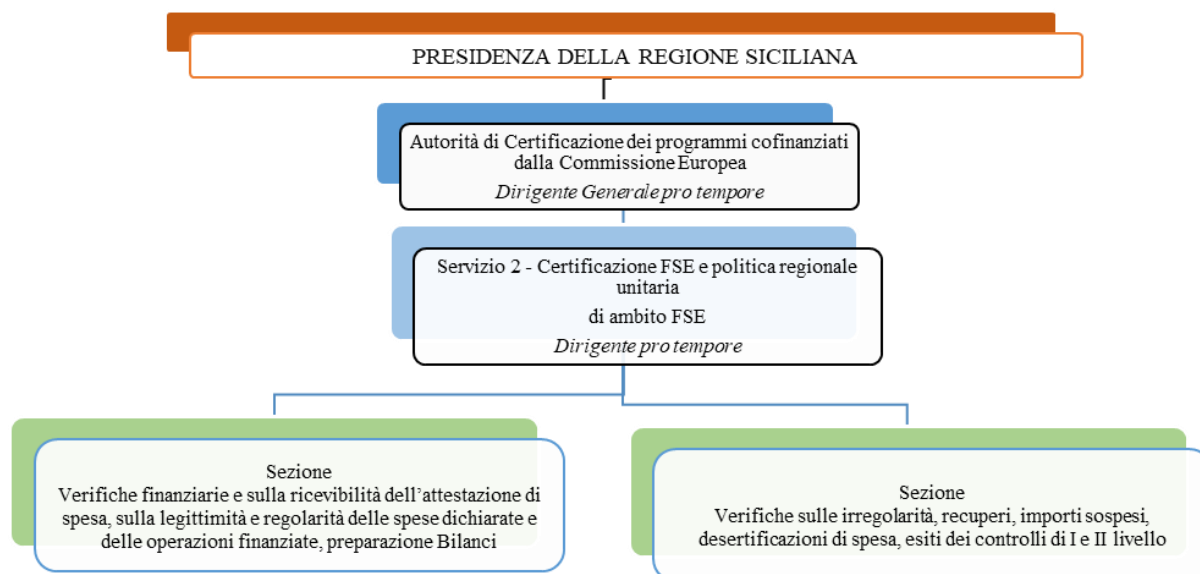 PRESIDENZA DELLA REGIONE SICILIANA
Autorità di Certificazione dei programmi cofinanziati
dalla Commissione Europea
Dirigente Generale pro tempore
Servizio 2 - Certificazione FSE e politica regionale
unitaria
di ambito FSE
Dirigente pro tempore
Sezione
Verifiche finanziarie e sulla ricevibilità dell'attestazione di
spesa, sulla legittimità e regolarità delle spese dichiarate e
delle operazioni finanziate, preparazione Bilanci
Sezione
Verifiche sulle irregolarità, recuperi, importi sospesi,
desertificazioni di spesa, esiti dei controlli di I e II livello